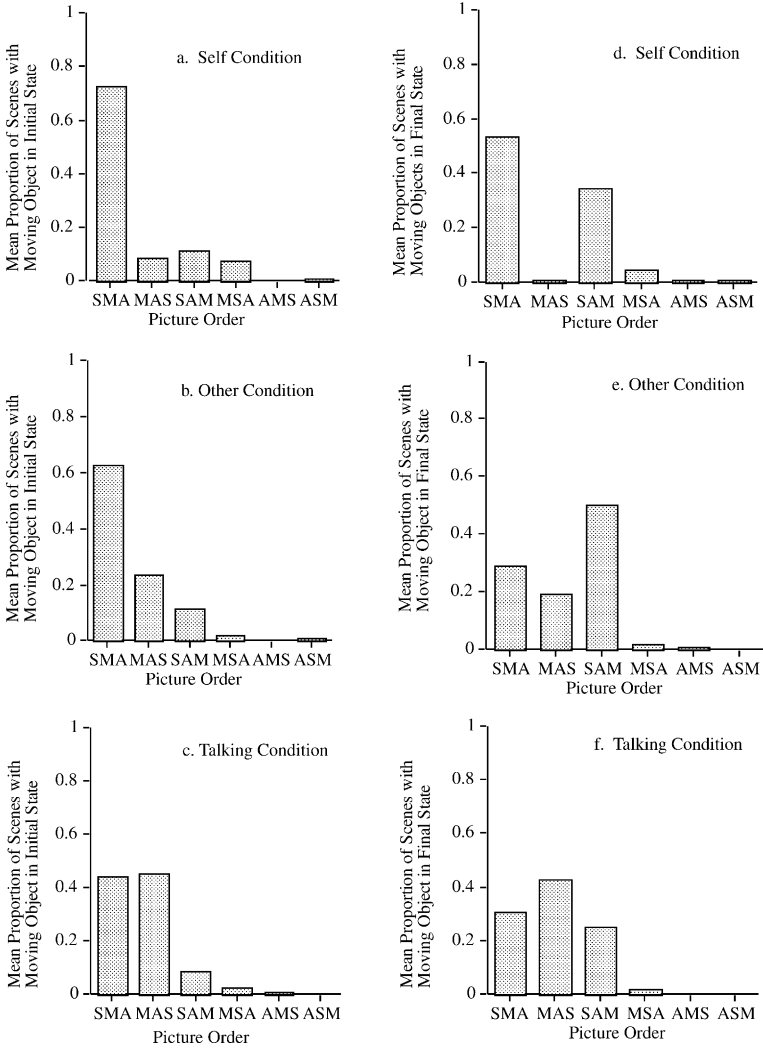 Mean Proportion of Scenes with
Moving Object in Initial State
1
0.8
0.6
0.4
0.2
0
a. Self Condition
SMA MAS SAM MSA AMS ASM
Picture Order
Mean Proportion of Scenes with
Moving Objects in Final State
1
0.8
0.6
0.4
0.2
0
d. Self Condition
SMA MAS SAM MSA AMS ASM
Picture Order
Mean Proportion of Scenes with
Moving Object in Initial State
1
0.8
0.6
0.4
0.2
0
b. Other Condition
SMA MAS SAM MSA AMS ASM
Picture Order
Mean Proportion of Scenes with
Moving Object in Final State
1
0.8
0.6
0.4
0.2
0
e. Other Condition
SMA MAS SAM MSA AMS ASM
Picture Order
Mean Proportion of Scenes with
Moving Object in Initial State
1
0.8
0.6
0.4
0.2
0
c. Talking Condition
SMA MAS SAM MSA AMS ASM
Picture Order
Mean Proportion of Scenes with
Moving Object in Final State
1
0.8
0.6
0.4
0.2
0
f. Talking Condition
SMA MAS SAM MSA AMS ASM
Picture Order